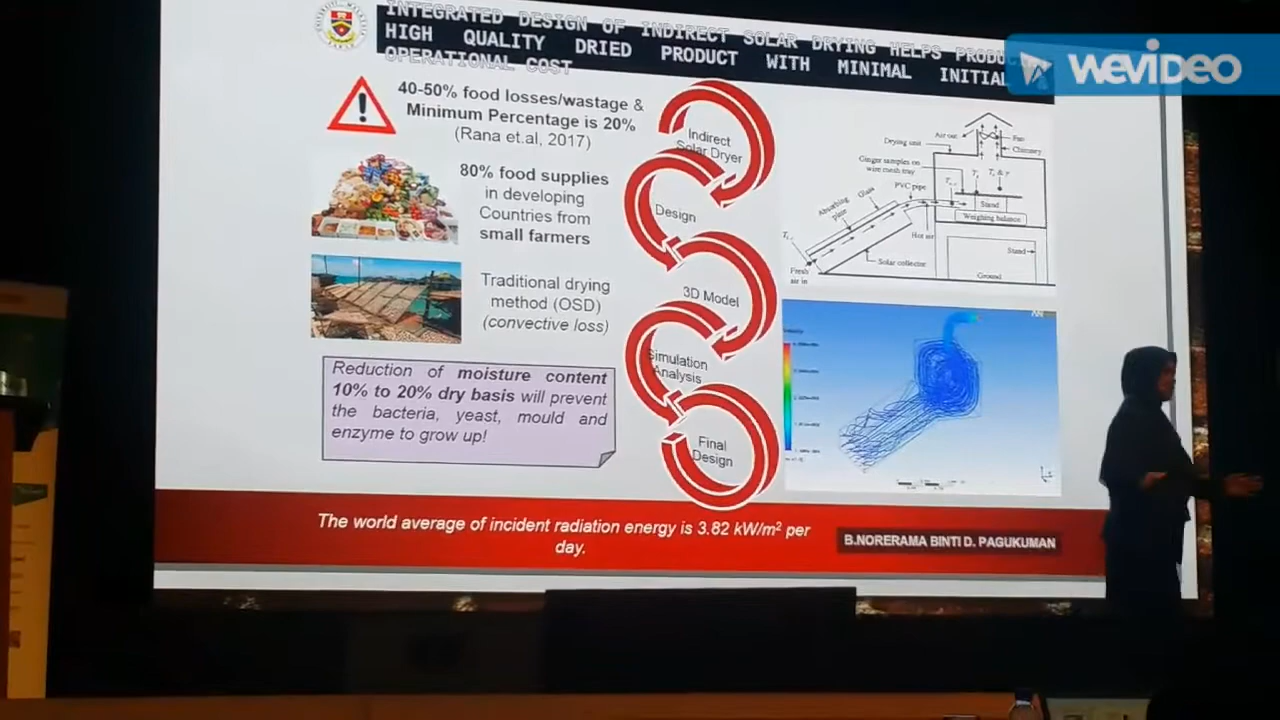 INTEGRATED DESIGN OF INDIRECT SOLAR DRYING HELPS
HIGH QUALITY DRIED PRODUCT WITH MINIMAL INITIAL
OPERATIONAL COST
WEVIDEO
40-50% food losses/wastage &
Minimum Percentage is 20%
(Rana et.al, 2017)
80% food supplies
in developing
Countries from
small farmers
Traditional drying
method (OSD)
(convective loss)
Reduction of moisture content
10% to 20% dry basis will prevent
the bacteria, yeast, mould and
enzyme to grow up!
Indirect
Solar Dryer
Design
3D Model
Simulation
Analysis
Final
Design
Air out
Fan
Chimney
Drying unit
Ginger samples on
wire mesh tray
PVC pipe
Glass
Absorbing
plate
Stand
Weighing balance
Hot air
Solar collector
Stand
Ground
Fresh
air in
The world average of incident radiation energy is 3.82 kW/m² per
day.
B.NORERAMA BINTI D. PAGUKUMAN